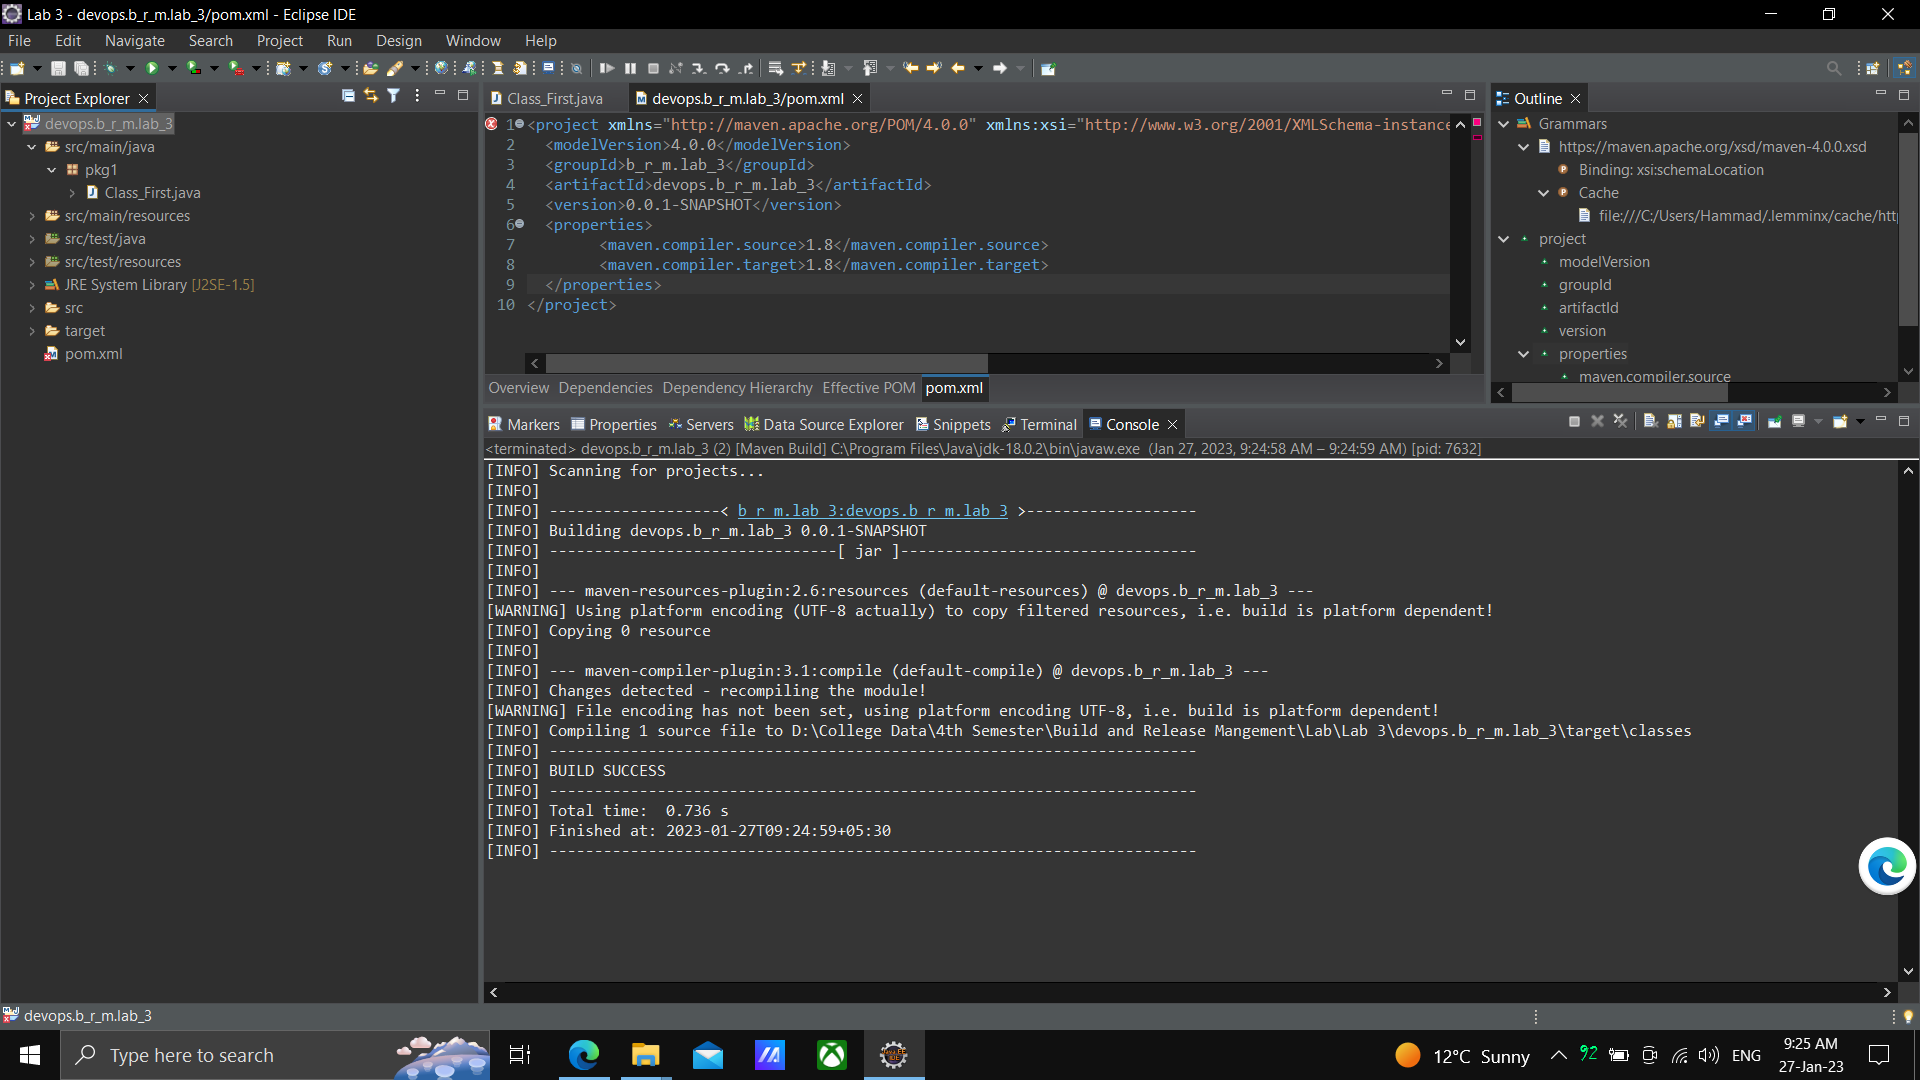 Lab 3 - devops.b_r_m.lab_3/pom.xml - Eclipse IDE
File Edit Navigate Search Project Run Design Window Help
Project Explorer
devops.b_r_m.lab_3
src/main/java
pkg1
Class_First.java
src/main/resources
src/test/java
src/test/resources
JRE System Library [J2SE-1.5]
src
target
pom.xml
Class_First.java
devops.b_r_m.lab_3/pom.xml
1 <project xmlns="http://maven.apache.org/POM/4.0.0" xmlns:xsi="http://www.w3.org/2001/XMLSchema-instance
2 <modelVersion>4.0.0</modelVersion>
3 <groupId>b_r_m.lab_3</groupId>
4 <artifactId>devops.b_r_m.lab_3</artifactId>
5 <version>0.0.1-SNAPSHOT</version>
6 <properties>
7 <maven.compiler.source>1.8</maven.compiler.source>
8 <maven.compiler.target>1.8</maven.compiler.target>
9 </properties>
10 </project>
Overview Dependencies Dependency Hierarchy Effective POM pom.xml
Outline
Grammars
https://maven.apache.org/xsd/maven-4.0.0.xsd
Binding: xsi:schemaLocation
Cache
file:///C:/Users/Hammad/.lemminx/cache/htt
project
modelVersion
groupId
artifactId
version
properties
maven.compiler.source
Markers Properties Servers Data Source Explorer Snippets Terminal Console
<terminated> devops.b_r_m.lab_3 (2) [Maven Build] C:\Program Files\Java\jdk-18.0.2\bin\javaw.exe (Jan 27, 2023, 9:24:58 AM – 9:24:59 AM) [pid: 7632]
[INFO] Scanning for projects...
[INFO]
[INFO] -------------------< b_r_m.lab_3:devops.b_r_m.lab_3 >-------------------
[INFO] Building devops.b_r_m.lab_3 0.0.1-SNAPSHOT
[INFO] --------------------------------[ jar ]---------------------------------
[INFO]
[INFO] --- maven-resources-plugin:2.6:resources (default-resources) @ devops.b_r_m.lab_3 ---
[WARNING] Using platform encoding (UTF-8 actually) to copy filtered resources, i.e. build is platform dependent!
[INFO] Copying 0 resource
[INFO]
[INFO] --- maven-compiler-plugin:3.1:compile (default-compile) @ devops.b_r_m.lab_3 ---
[INFO] Changes detected - recompiling the module!
[WARNING] File encoding has not been set, using platform encoding UTF-8, i.e. build is platform dependent!
[INFO] Compiling 1 source file to D:\College Data\4th Semester\Build and Release Mangement\Lab\Lab 3\devops.b_r_m.lab_3\target\classes
[INFO] ------------------------------------------------------------------------
[INFO] BUILD SUCCESS
[INFO] ------------------------------------------------------------------------
[INFO] Total time:  0.736 s
[INFO] Finished at: 2023-01-27T09:24:59+05:30
[INFO] ------------------------------------------------------------------------
devops.b_r_m.lab_3
Type here to search
92
12°C Sunny
ENG
9:25 AM
27-Jan-23